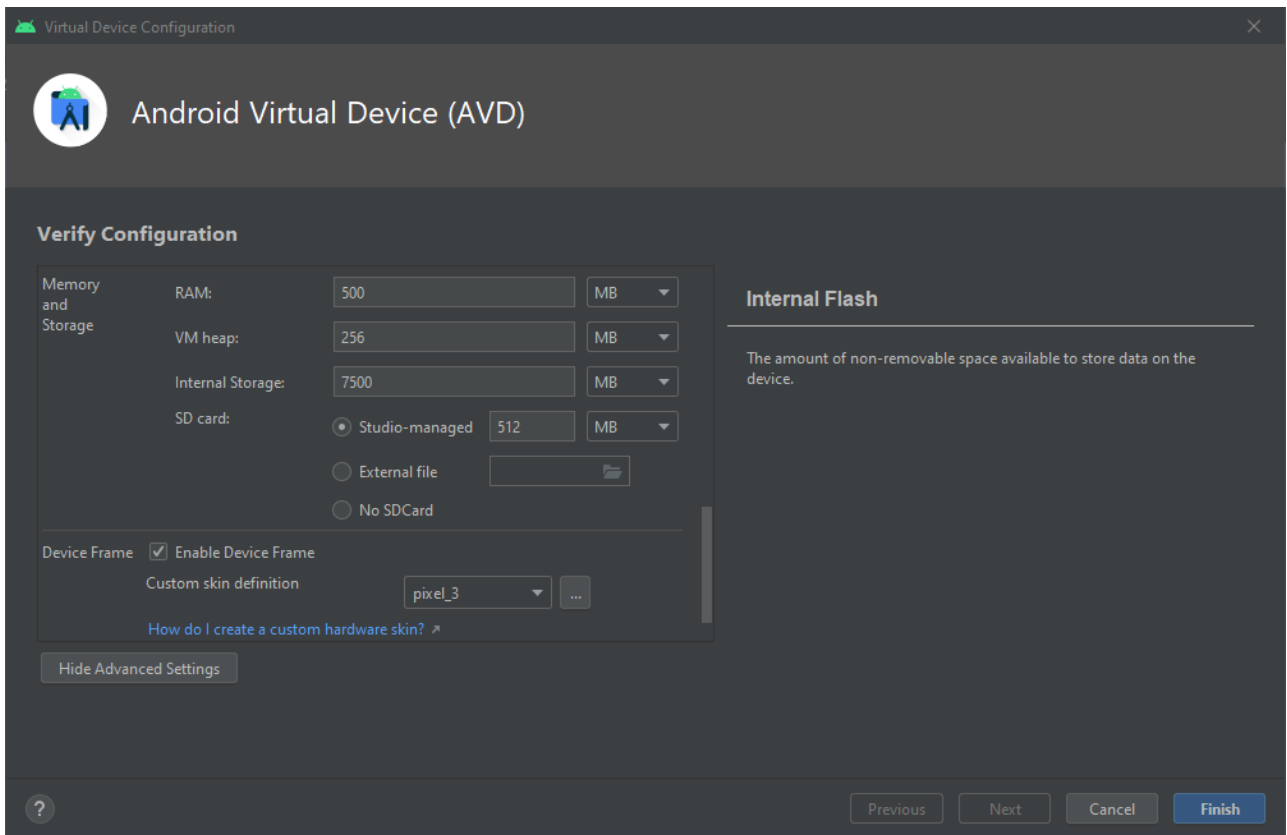 Virtual Device Configuration
Android Virtual Device (AVD)
Verify Configuration
Memory
and
Storage
RAM:
500
MB
VM heap:
256
MB
Internal Storage:
7500
MB
SD card:
Studio-managed
512
MB
External file
No SDCard
Device Frame
Enable Device Frame
Custom skin definition
pixel_3
...
How do I create a custom hardware skin?
Hide Advanced Settings
Internal Flash
The amount of non-removable space available to store data on the
device.
?
Previous
Next
Cancel
Finish